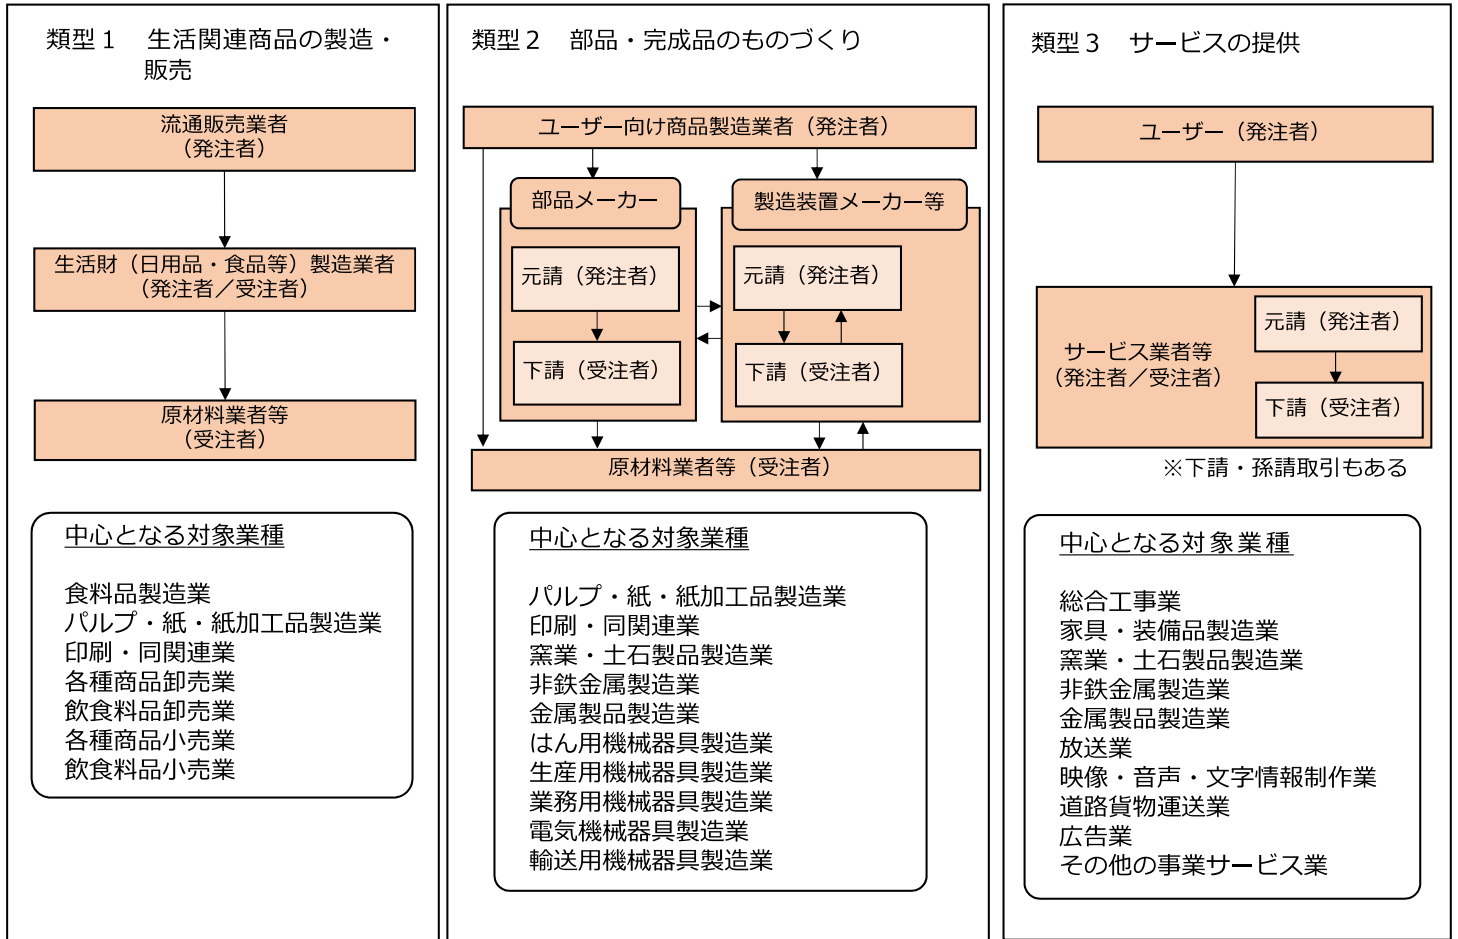 類型１　生活関連商品の製造・
販売
流通販売業者
（発注者）
生活財（日用品・食品等）製造業者
（発注者／受注者）
原材料業者等
（受注者）
中心となる対象業種
食料品製造業
パルプ・紙・紙加工品製造業
印刷・同関連業
各種商品卸売業
飲食料品卸売業
各種商品小売業
飲食料品小売業
類型２　部品・完成品のものづくり
ユーザー向け商品製造業者（発注者）
部品メーカー
元請（発注者）
下請（受注者）
製造装置メーカー等
元請（発注者）
下請（受注者）
原材料業者等（受注者）
中心となる対象業種
パルプ・紙・紙加工品製造業
印刷・同関連業
窯業・土石製品製造業
非鉄金属製造業
金属製品製造業
はん用機械器具製造業
生産用機械器具製造業
業務用機械器具製造業
電気機械器具製造業
輸送用機械器具製造業
類型３　サービスの提供
ユーザー（発注者）
サービス業者等
（発注者／受注者）
元請（発注者）
下請（受注者）
※下請・孫請取引もある
中心となる対象業種
総合工事業
家具・装備品製造業
窯業・土石製品製造業
非鉄金属製造業
金属製品製造業
放送業
映像・音声・文字情報制作業
道路貨物運送業
広告業
その他の事業サービス業